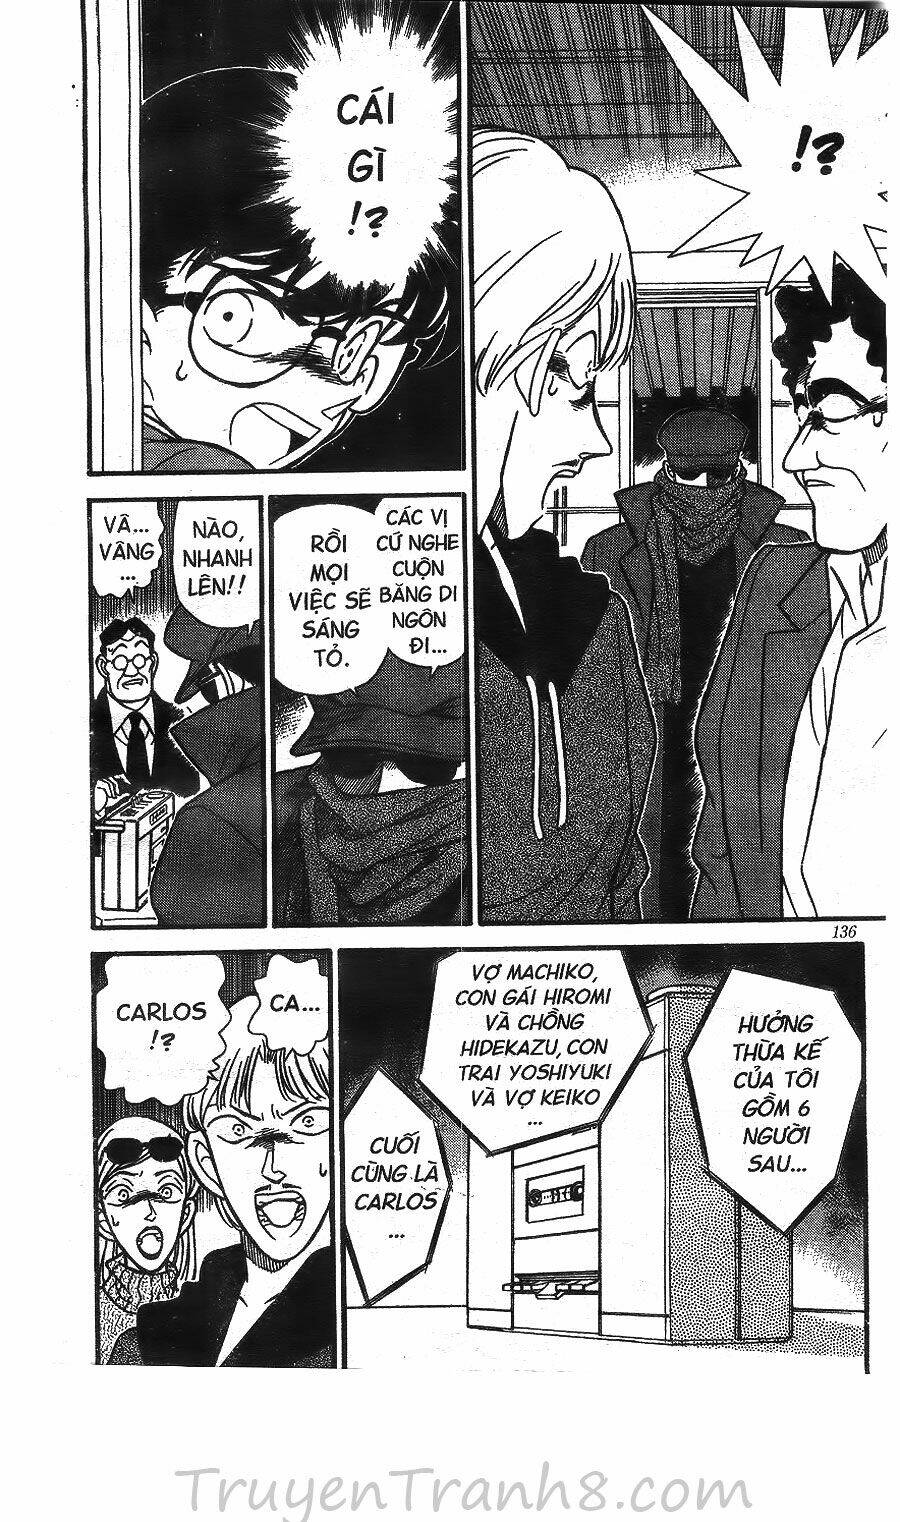 !?
CÁI
GÌ
!?
CÁC VỊ
CỨ NGHE
CUỘN
BĂNG DI
NGÔN
ĐI...
RỒI
MỌI
VIỆC SẼ
SÁNG
TỎ.
NÀO,
NHANH
LÊN!!
VÂ...
VÂNG
...
136
HƯỞNG
THỪA KẾ
CỦA TÔI
GỒM 6
NGƯỜI
SAU...
VỢ MACHIKO,
CON GÁI HIROMI
VÀ CHỒNG
HIDEKAZU, CON
TRAI YOSHIYUKI
VÀ VỢ KEIKO
...
CUỐI
CÙNG LÀ
CARLOS
...
CA...
CARLOS
!?
TruyenTranh8.com